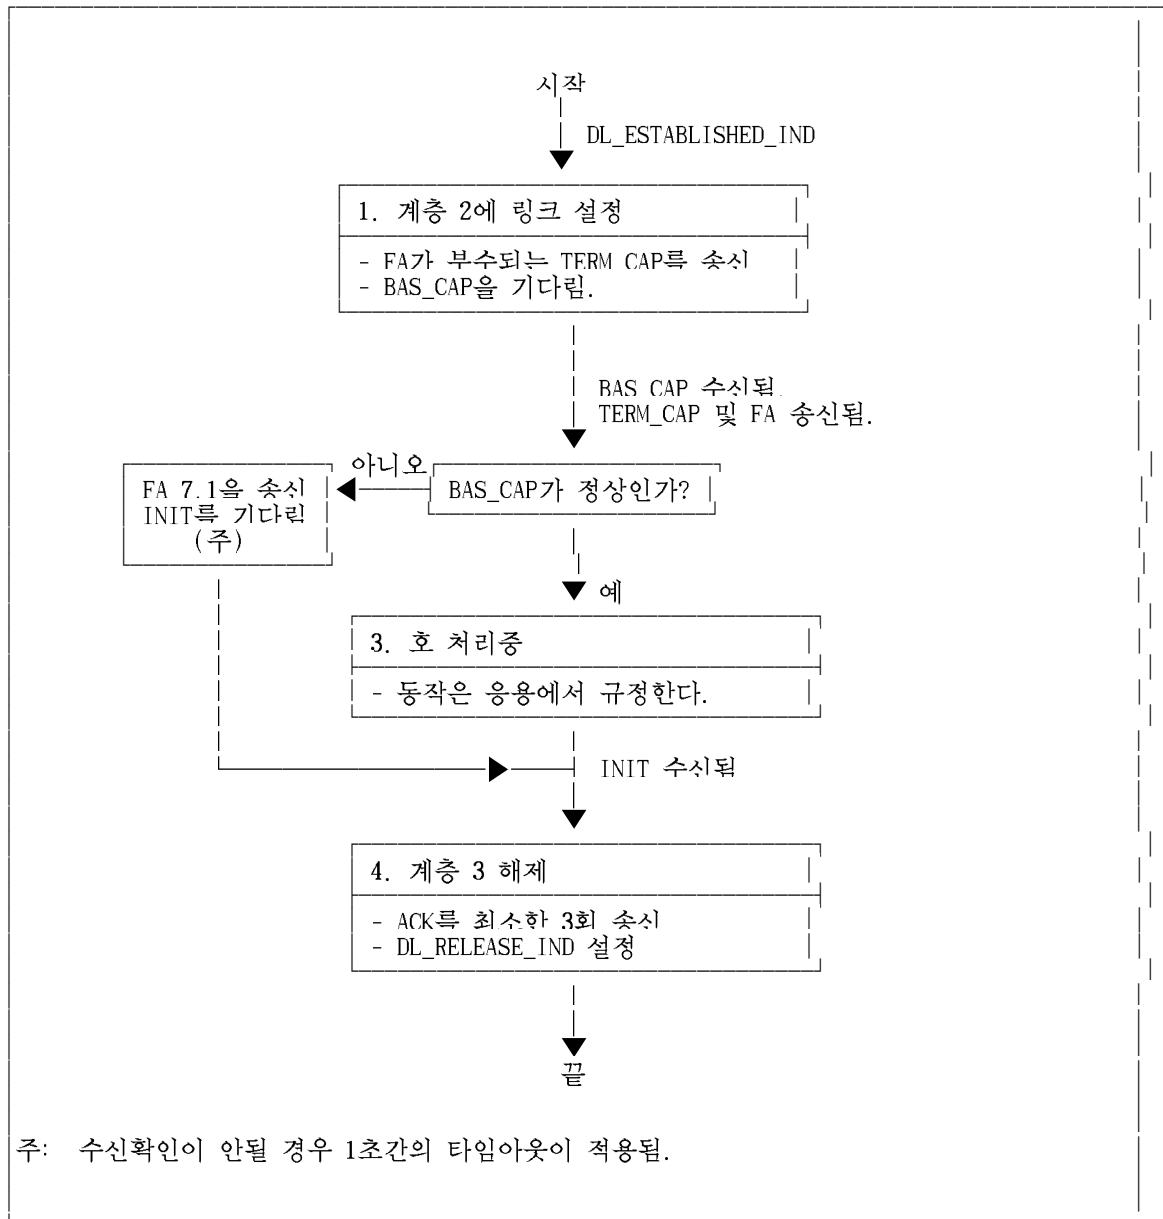 시작
DL_ESTABLISHED_IND
1. 계층 2에 링크 설정
- FA가 부수되는 TERM_CAP를 송신
- BAS_CAP을 기다림.
BAS_CAP 수신됨.
TERM_CAP 및 FA 송신됨.
아니오
FA 7.1을 송신
INIT를 기다림
(주)
BAS_CAP가 정상인가?
예
3. 호 처리중
- 동작은 응용에서 규정한다.
INIT 수신됨
4. 계층 3 해제
- ACK를 최소한 3회 송신
- DL_RELEASE_IND 설정
끝
주: 수신확인이 안될 경우 1초간의 타임아웃이 적용됨.